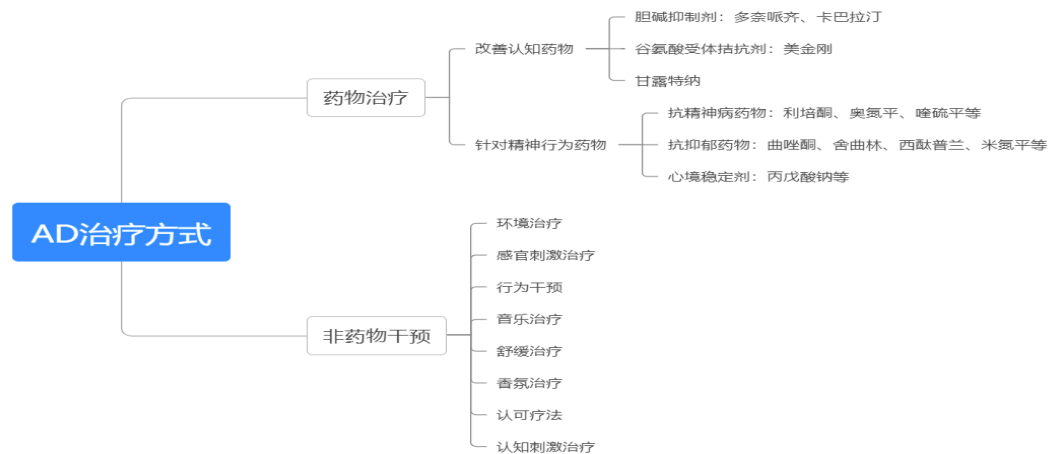 AD治疗方式
药物治疗
改善认知药物
胆碱抑制剂：多奈哌齐、卡巴拉汀
谷氨酸受体拮抗剂：美金刚
甘露特纳
针对精神行为药物
抗精神病药物：利培酮、奥氮平、喹硫平等
抗抑郁药物：曲唑酮、舍曲林、西酞普兰、米氮平等
心境稳定剂：丙戊酸钠等
非药物干预
环境治疗
感官刺激治疗
行为干预
音乐治疗
舒缓治疗
香氛治疗
认可疗法
认知刺激治疗